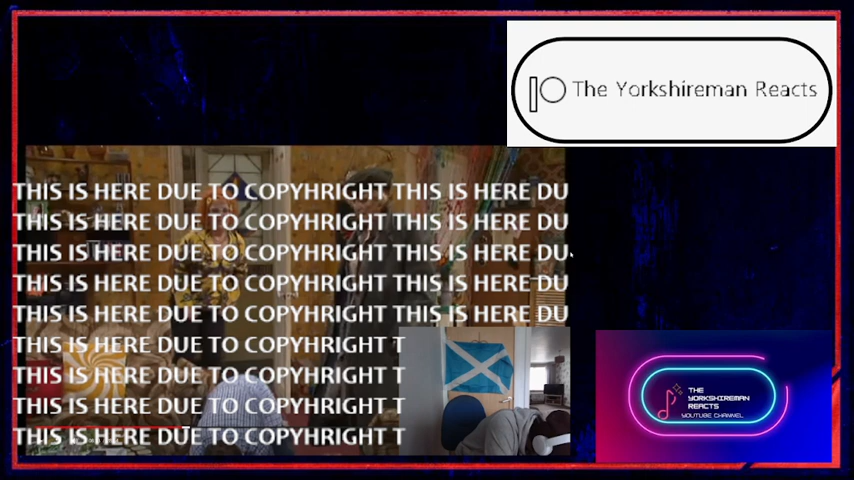 The Yorkshireman Reacts
THIS IS HERE DUE TO COPYHRIGHT THIS IS HERE DU
THIS IS HERE DUE TO COPYHRIGHT THIS IS HERE DU
THIS IS HERE DUE TO COPYHRIGHT THIS IS HERE DU
THIS IS HERE DUE TO COPYHRIGHT THIS IS HERE DU
THIS IS HERE DUE TO COPYHRIGHT THIS IS HERE DU
THIS IS HERE DUE TO COPYHRIGHT T
THIS IS HERE DUE TO COPYHRIGHT T
THIS IS HERE DUE TO COPYHRIGHT T
THIS IS HERE DUE TO COPYHRIGHT T
THE
YORKSHIREMAN
REACTS
YOUTUBE CHANNEL